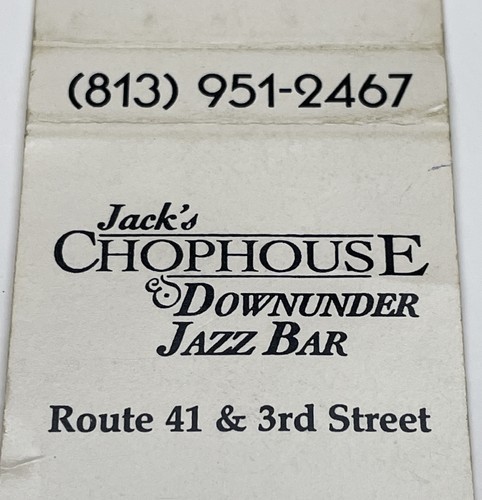 (813) 951-2467
Jack's
CHOPHOUSE
& DOWNUNDER
JAZZ BAR
Route 41 & 3rd Street